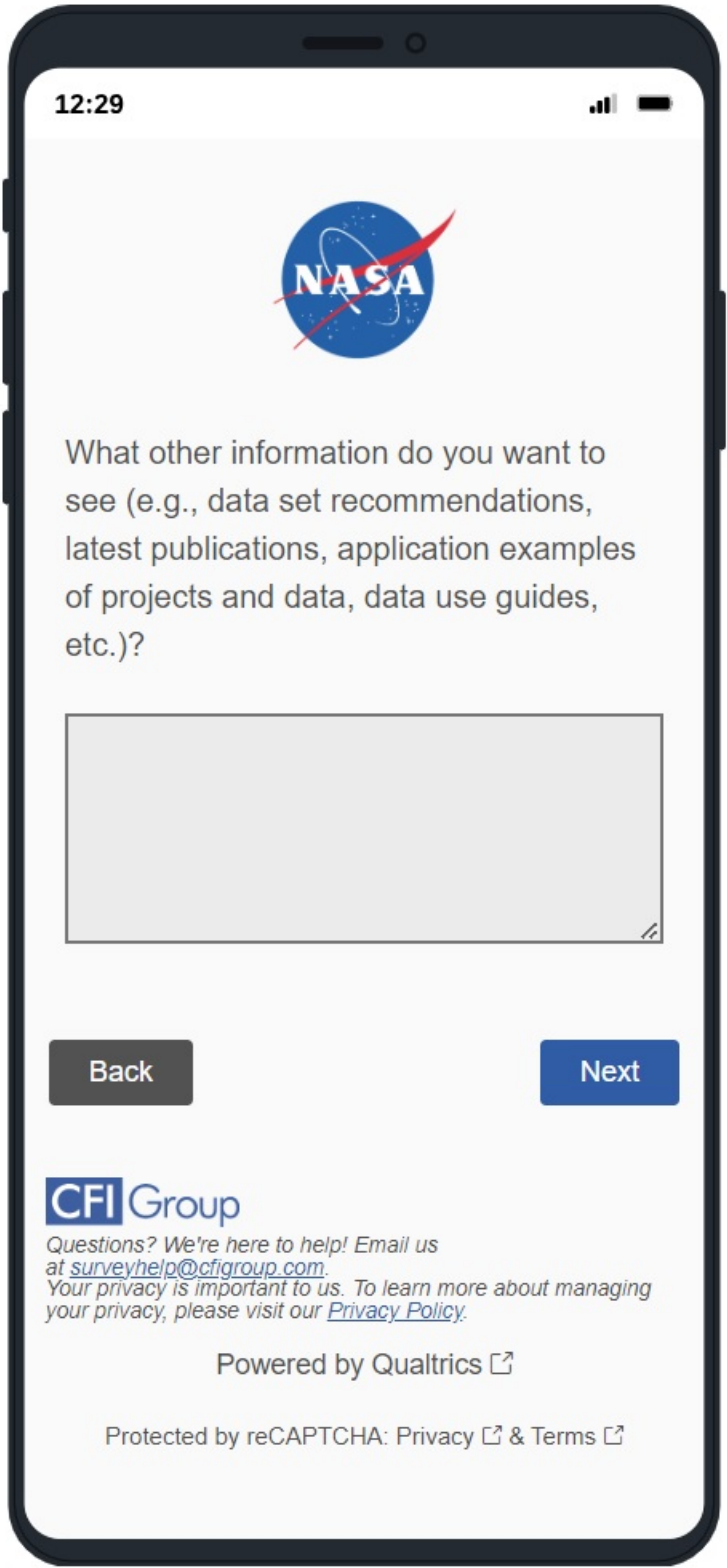 12:29
NASA
What other information do you want to
see (e.g., data set recommendations,
latest publications, application examples
of projects and data, data use guides,
etc.)?
Back
Next
CFI Group
Questions? We're here to help! Email us
at surveyhelp@cfigroup.com.
Your privacy is important to us. To learn more about managing
your privacy, please visit our Privacy Policy.
Powered by Qualtrics
Protected by reCAPTCHA: Privacy & Terms